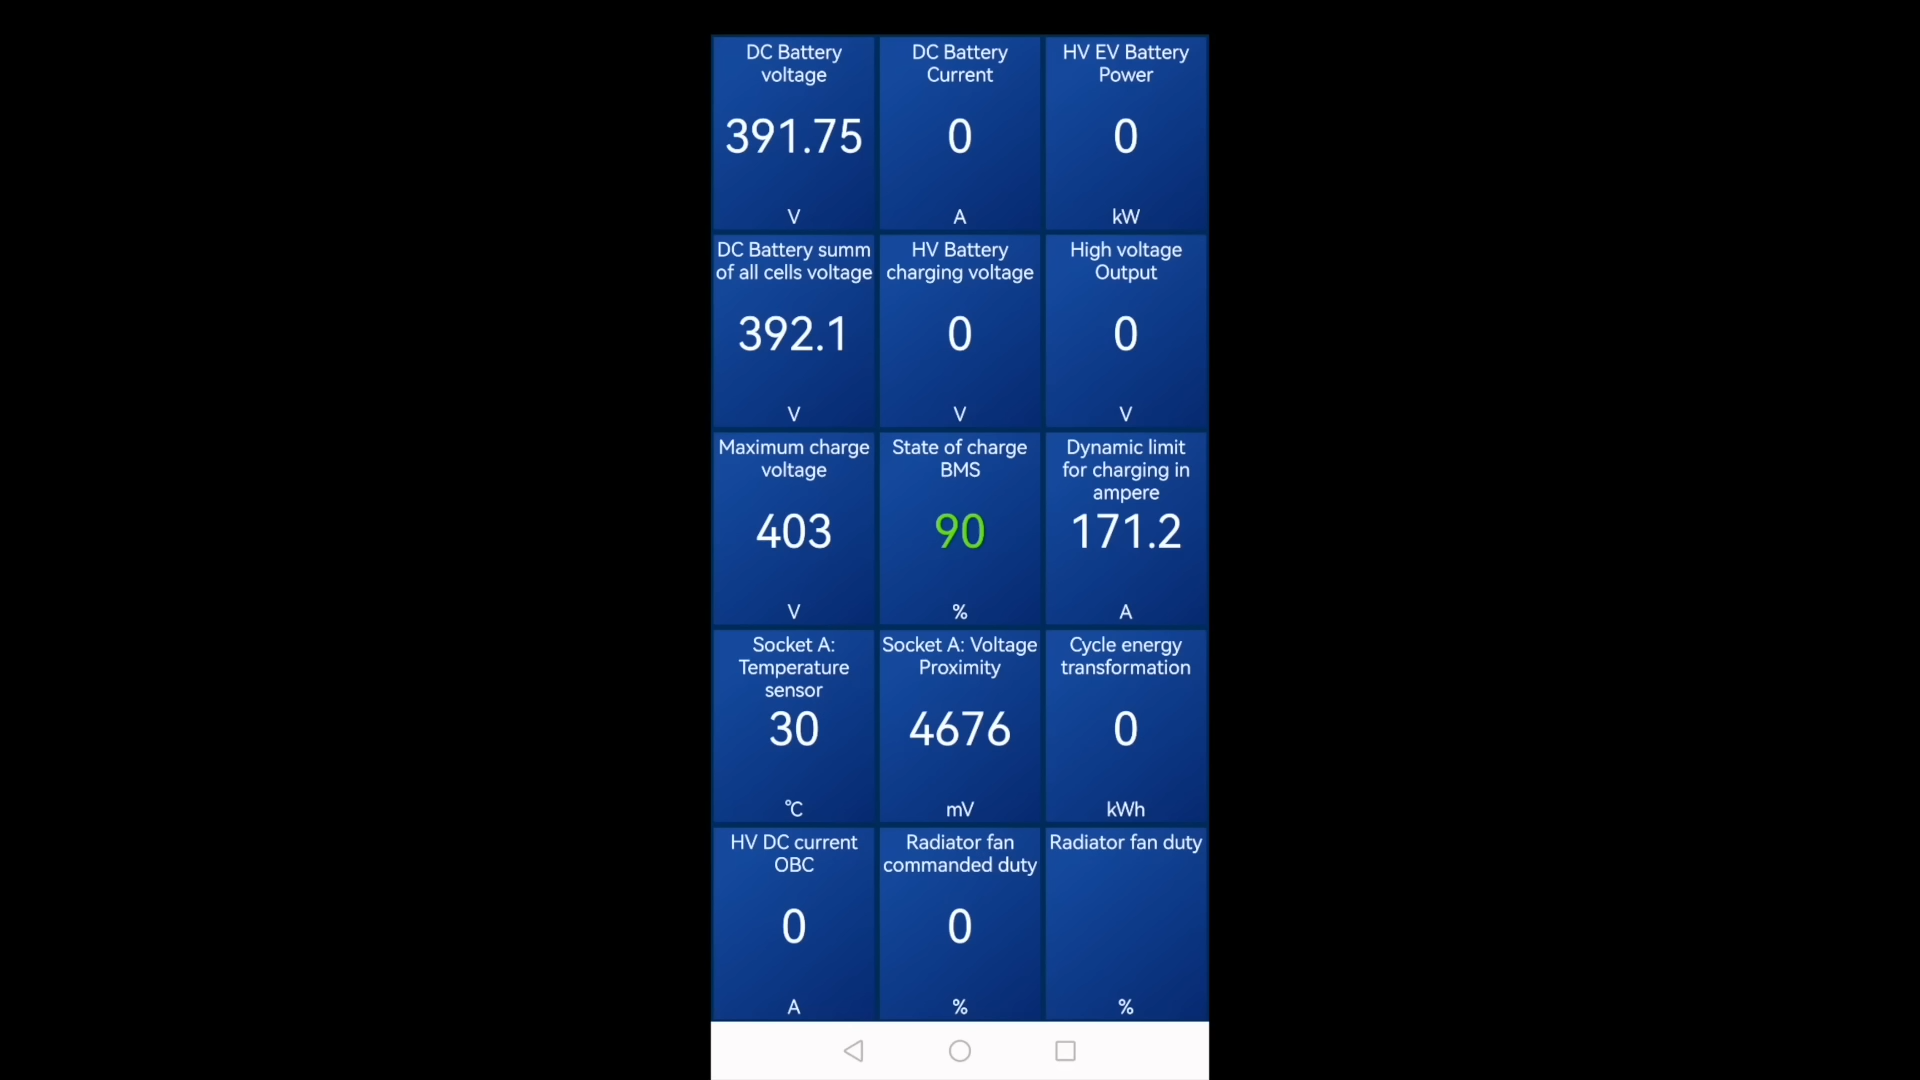 DC Battery
voltage
391.75
V
DC Battery
Current
0
A
HV EV Battery
Power
0
kW
DC Battery summ
of all cells voltage
392.1
V
HV Battery
charging voltage
0
V
High voltage
Output
0
V
Maximum charge
voltage
403
V
State of charge
BMS
90
%
Dynamic limit
for charging in
ampere
171.2
A
Socket A:
Temperature
sensor
30
℃
Socket A: Voltage
Proximity
4676
mV
Cycle energy
transformation
0
kWh
HV DC current
OBC
0
A
Radiator fan
commanded duty
0
%
Radiator fan duty
%